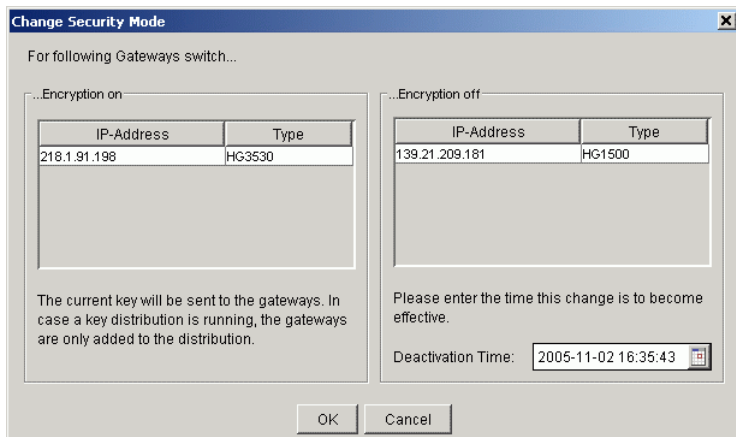 Change Security Mode
For following Gateways switch...
...Encryption on
IP-Address Type
218.1.91.198 HG3530
The current key will be sent to the gateways. In
case a key distribution is running, the gateways
are only added to the distribution.
...Encryption off
IP-Address Type
139.21.209.181 HG1500
Please enter the time this change is to become
effective.
Deactivation Time: 2005-11-02 16:35:43
OK Cancel